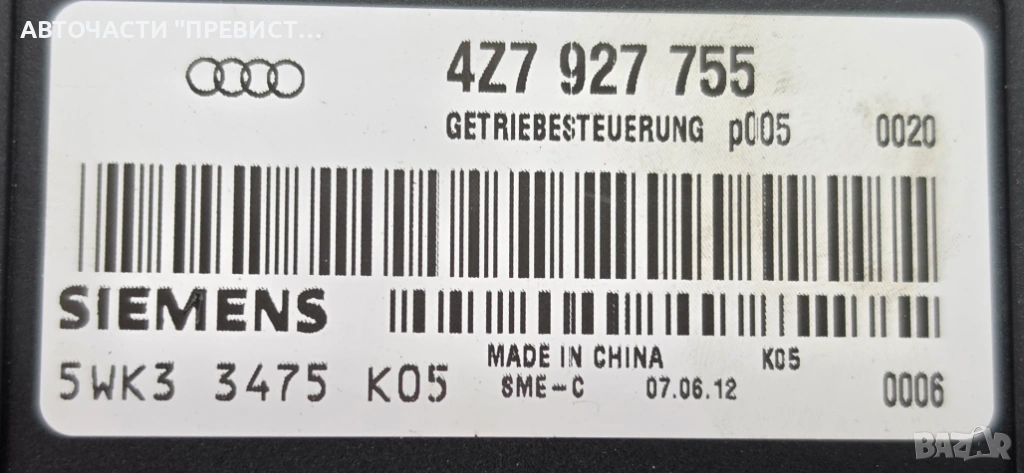 АВТОЧАСТИ "ПРЕВИСТ...
4Z7 927 755
GETRIEBESTEUERUNG p005 0020
SIEMENS
MADE IN CHINA K05
5WK3 3475 K05 SME-C 07.06.12 0006
BAZAR